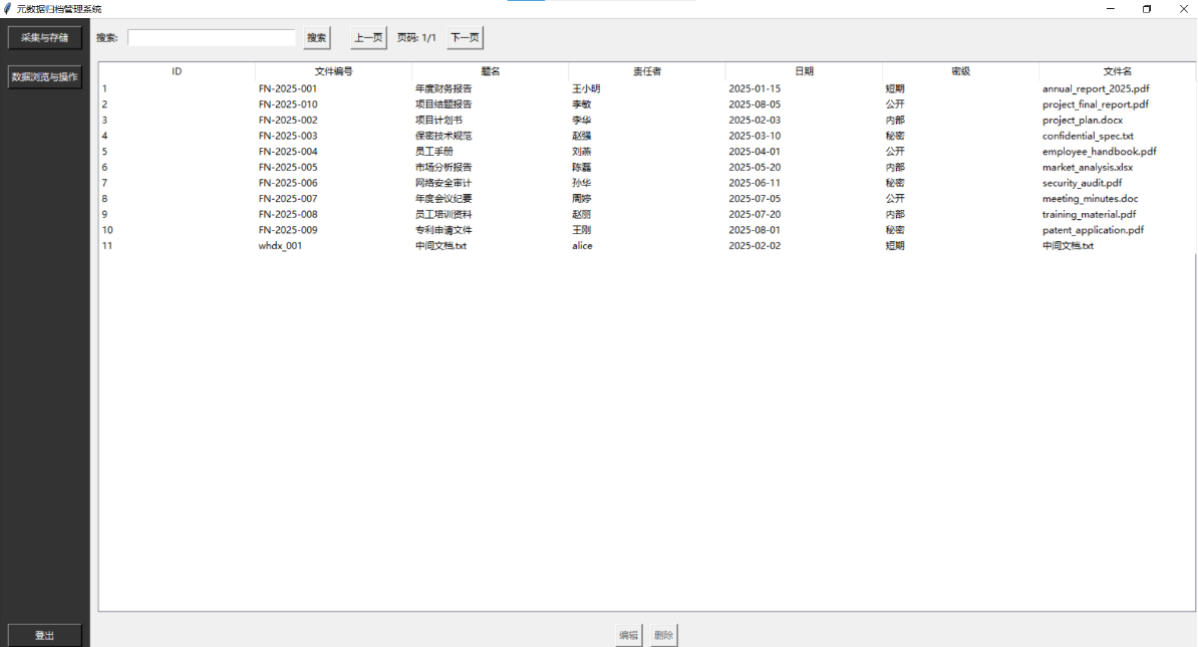 元数据归档管理系统
采集与存储
搜索: 搜索 上一页 页码: 1/1 下一页
数据浏览与操作
ID 文件编号 题名 责任者 日期 密级 文件名
1 FN-2025-001 年度财务报告 王小明 2025-01-15 短期 annual_report_2025.pdf
2 FN-2025-010 项目结题报告 李敏 2025-08-05 公开 project_final_report.pdf
3 FN-2025-002 项目计划书 李华 2025-02-03 内部 project_plan.docx
4 FN-2025-003 保密技术规范 赵强 2025-03-10 秘密 confidential_spec.txt
5 FN-2025-004 员工手册 刘燕 2025-04-01 公开 employee_handbook.pdf
6 FN-2025-005 市场分析报告 陈磊 2025-05-20 内部 market_analysis.xlsx
7 FN-2025-006 网络安全审计 孙华 2025-06-11 秘密 security_audit.pdf
8 FN-2025-007 年度会议纪要 周婷 2025-07-05 公开 meeting_minutes.doc
9 FN-2025-008 员工培训资料 赵丽 2025-07-20 内部 training_material.pdf
10 FN-2025-009 专利申请文件 王刚 2025-08-01 秘密 patent_application.pdf
11 whdx_001 中间文档.txt alice 2025-02-02 短期 中间文档.txt
登出
编辑 删除